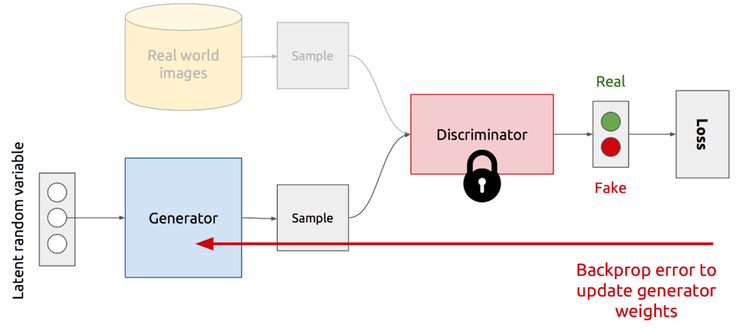 Real world
images
Sample
Real
Discriminator
Loss
Fake
Latent random variable
Generator
Sample
Backprop error to
update generator
weights